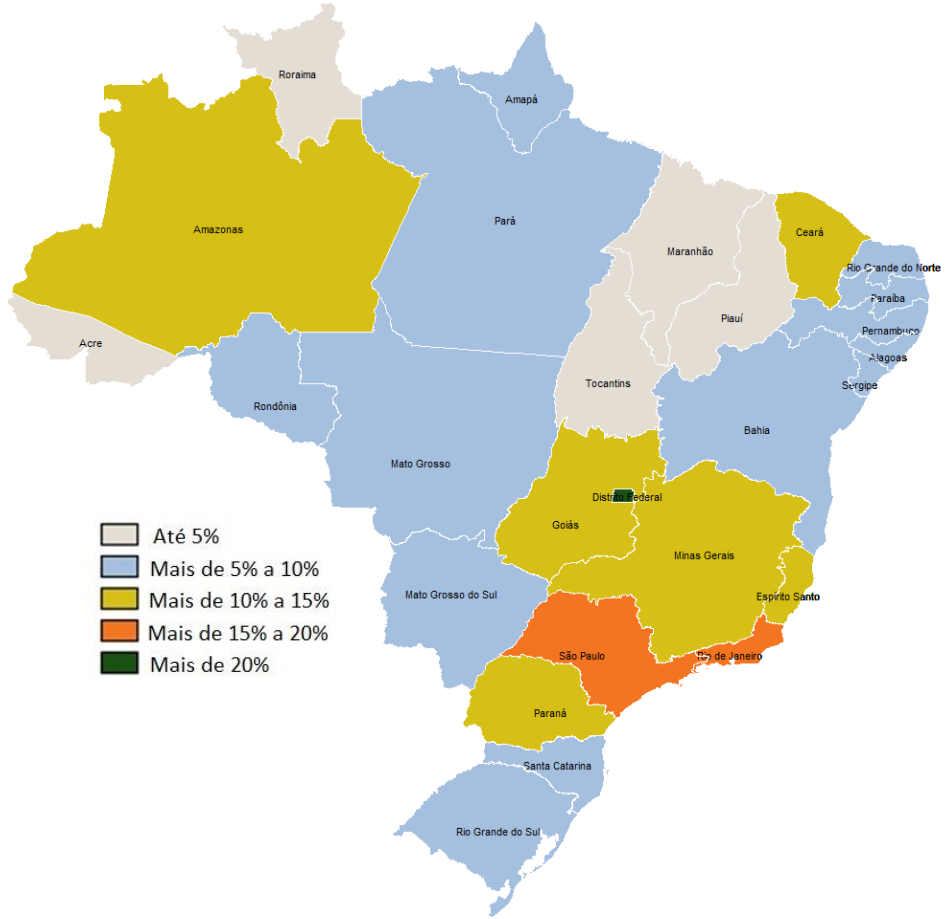 Roraima
Amapá
Amazonas
Pará
Ceará
Maranhão
Rio Grande do Norte
Paraíba
Piauí
Pernambuco
Acre
Alagoas
Tocantins
Sergipe
Rondônia
Bahia
Mato Grosso
Distrito Federal
Goiás
Minas Gerais
Mato Grosso do Sul
Espírito Santo
São Paulo
Rio de Janeiro
Paraná
Santa Catarina
Rio Grande do Sul
Até 5%
Mais de 5% a 10%
Mais de 10% a 15%
Mais de 15% a 20%
Mais de 20%